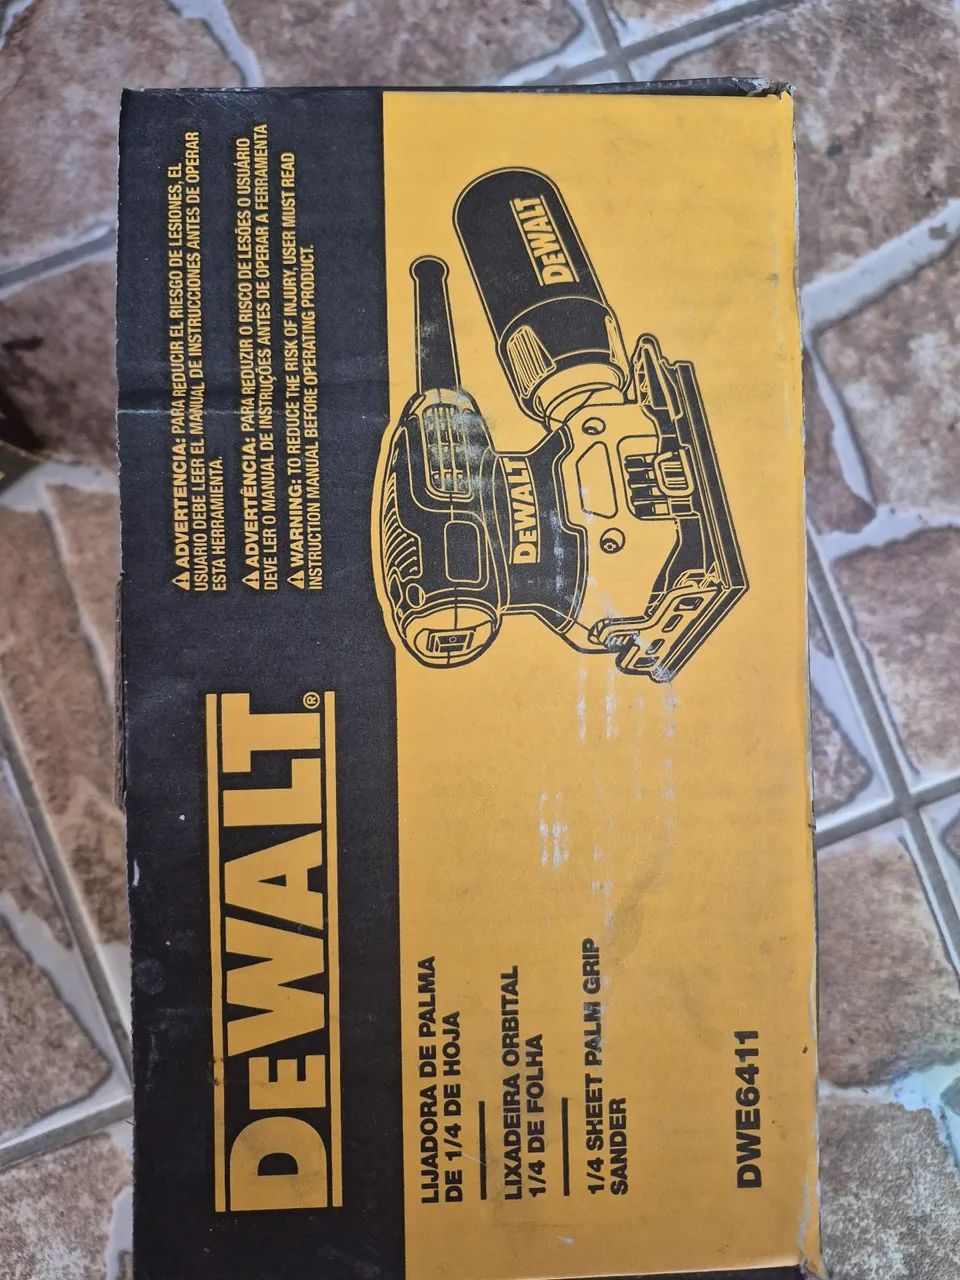 DEWALT®
⚠ ADVERTENCIA: PARA REDUCIR EL RIESGO DE LESIONES, EL
USUARIO DEBE LEER EL MANUAL DE INSTRUCCIONES ANTES DE OPERAR
ESTA HERRAMIENTA.
⚠ ADVERTÊNCIA: PARA REDUZIR O RISCO DE LESÕES O USUÁRIO
DEVE LER O MANUAL DE INSTRUÇÕES ANTES DE OPERAR A FERRAMENTA
⚠ WARNING: TO REDUCE THE RISK OF INJURY, USER MUST READ
INSTRUCTION MANUAL BEFORE OPERATING PRODUCT.
DEWALT
DEWALT
LIJADORA DE PALMA
DE 1/4 DE HOJA
LIXADEIRA ORBITAL
1/4 DE FOLHA
1/4 SHEET PALM GRIP
SANDER
DWE6411